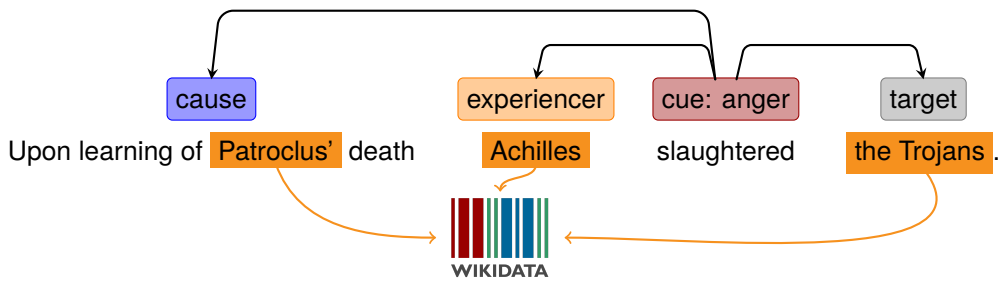 cause experiencer cue: anger target
Upon learning of Patroclus’ death Achilles slaughtered the Trojans.
WIKIDATA